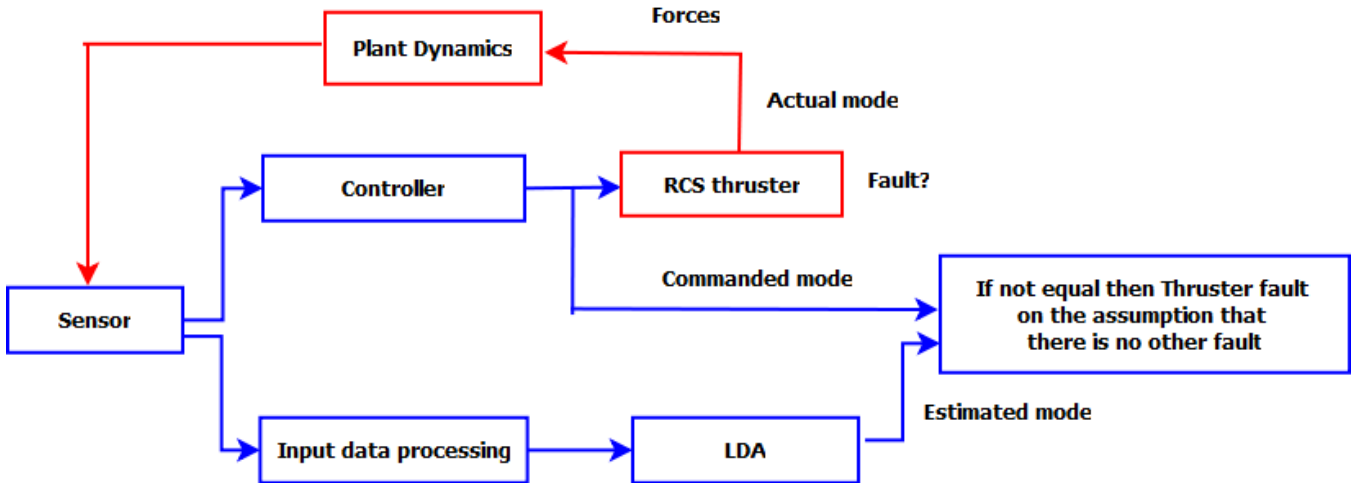 Forces
Plant Dynamics
Actual mode
Controller
RCS thruster
Fault?
Commanded mode
If not equal then Thruster fault
on the assumption that
there is no other fault
Sensor
Estimated mode
Input data processing
LDA